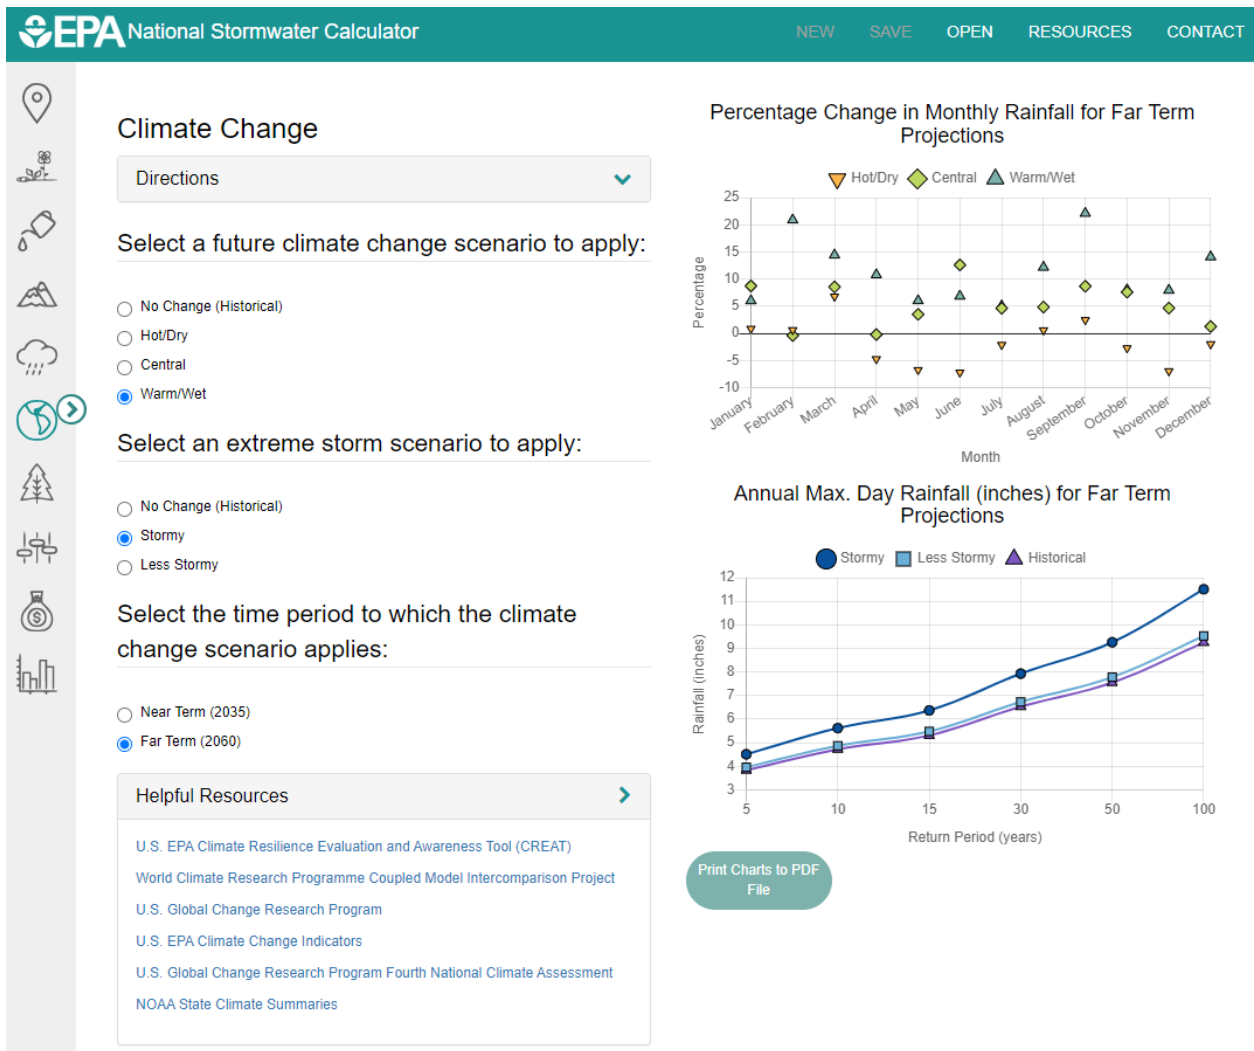 EPA National Stormwater Calculator
NEW SAVE OPEN RESOURCES CONTACT
Climate Change
Directions
Select a future climate change scenario to apply:
No Change (Historical)
Hot/Dry
Central
Warm/Wet
Select an extreme storm scenario to apply:
No Change (Historical)
Stormy
Less Stormy
Select the time period to which the climate
change scenario applies:
Near Term (2035)
Far Term (2060)
Helpful Resources
U.S. EPA Climate Resilience Evaluation and Awareness Tool (CREAT)
World Climate Research Programme Coupled Model Intercomparison Project
U.S. Global Change Research Program
U.S. EPA Climate Change Indicators
U.S. Global Change Research Program Fourth National Climate Assessment
NOAA State Climate Summaries
Percentage Change in Monthly Rainfall for Far Term
Projections
Hot/Dry Central Warm/Wet
25
20
15
10
5
0
-5
-10
Percentage
January February March April May June July August September October November December
Month
Annual Max. Day Rainfall (inches) for Far Term
Projections
Stormy Less Stormy Historical
12
11
10
9
8
7
6
5
4
3
Rainfall (inches)
5 10 15 30 50 100
Return Period (years)
Print Charts to PDF
File